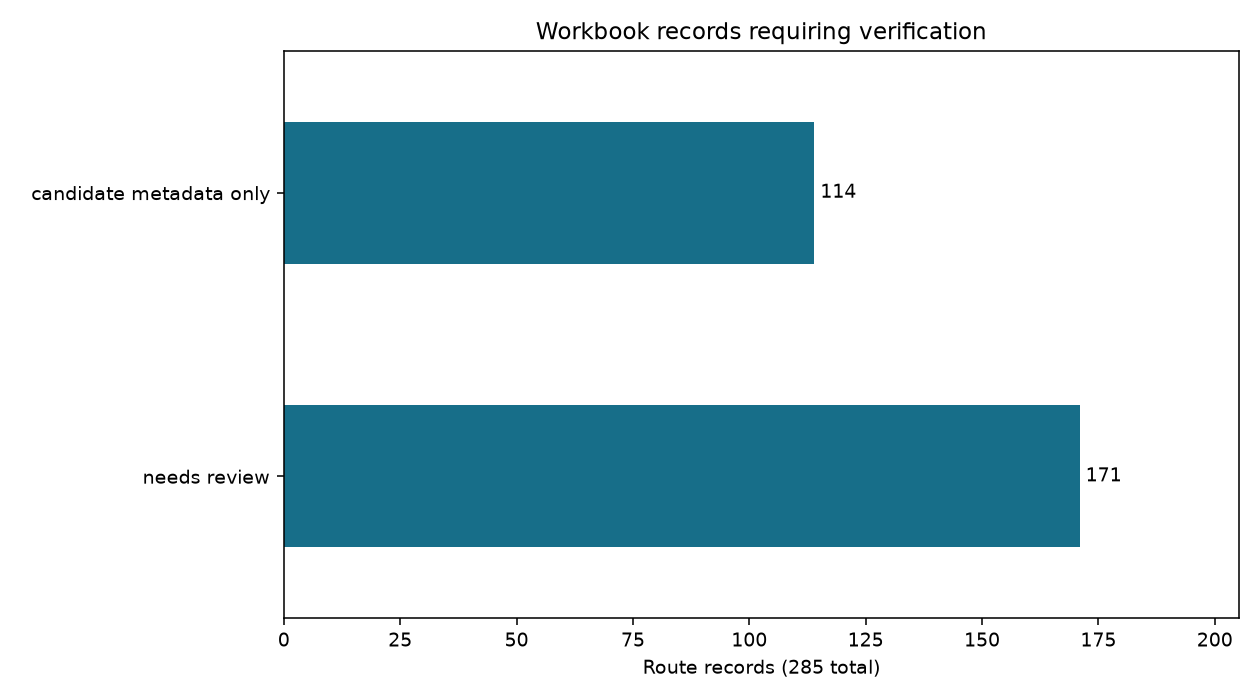 Workbook records requiring verification
candidate metadata only
114
needs review
171
0 25 50 75 100 125 150 175 200
Route records (285 total)